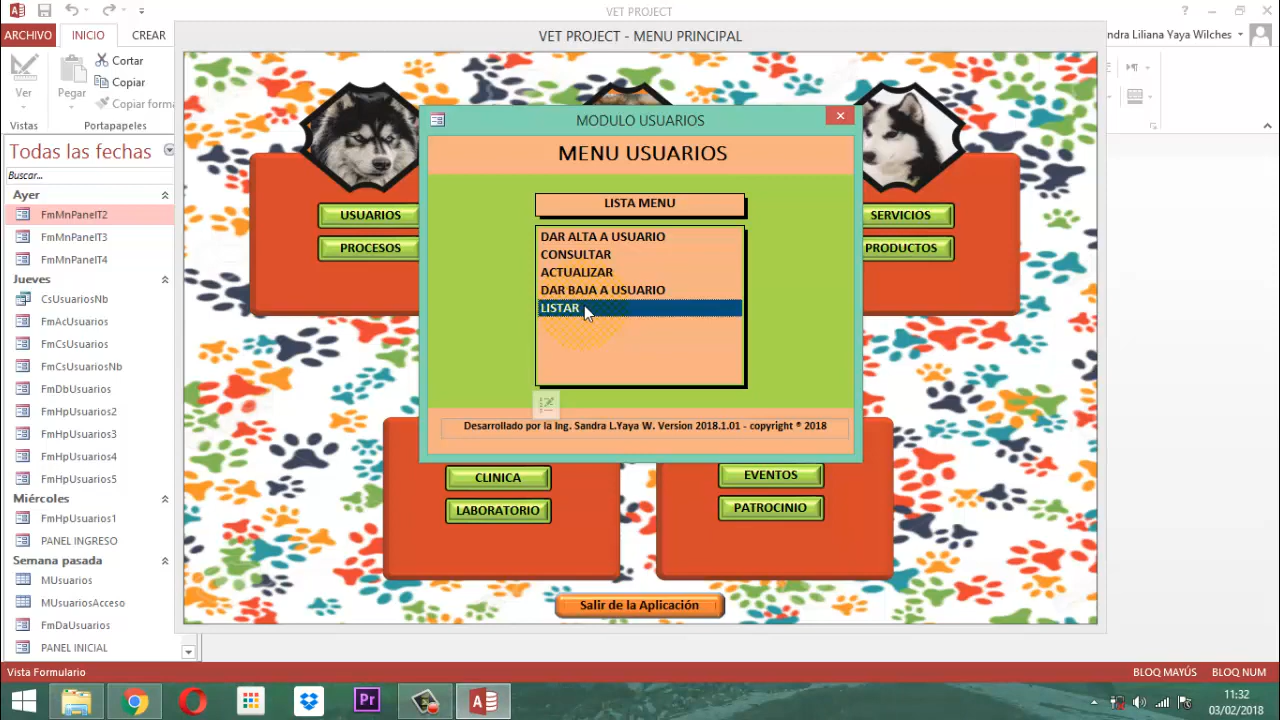 VET PROJECT
ARCHIVO
INICIO
CREAR
ndra Liliana Yaya Wilches
Ver
Pegar
Cortar
Copiar
Copiar forma
Vistas
Portapapeles
Todas las fechas
Buscar...
Ayer
FmMnPanelT2
FmMnPanelT3
FmMnPanelT4
Jueves
CsUsuariosNb
FmAcUsuarios
FmCsUsuarios
FmCsUsuariosNb
FmDbUsuarios
FmHpUsuarios2
FmHpUsuarios3
FmHpUsuarios4
FmHpUsuarios5
Miércoles
FmHpUsuarios1
PANEL INGRESO
Semana pasada
MUsuarios
MUsuariosAcceso
FmDaUsuarios
PANEL INICIAL
VET PROJECT - MENU PRINCIPAL
USUARIOS
PROCESOS
SERVICIOS
PRODUCTOS
MODULO USUARIOS
MENU USUARIOS
LISTA MENU
DAR ALTA A USUARIO
CONSULTAR
ACTUALIZAR
DAR BAJA A USUARIO
LISTAR
Desarrollado por la Ing. Sandra L.Yaya W. Version 2018.1.01 - copyright ® 2018
CLINICA
LABORATORIO
EVENTOS
PATROCINIO
Salir de la Aplicación
Vista Formulario
BLOQ MAYÚS
BLOQ NUM
Pr
11:32
03/02/2018